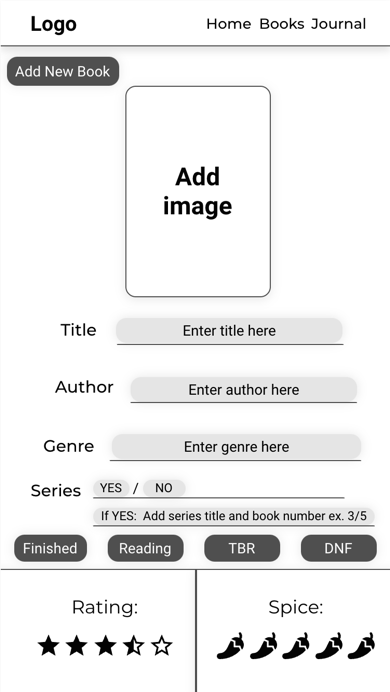 Logo Home Books Journal
Add New Book
Add
image
Title Enter title here
Author Enter author here
Genre Enter genre here
Series YES / NO
If YES: Add series title and book number ex. 3/5
Finished Reading TBR DNF
Rating: Spice: